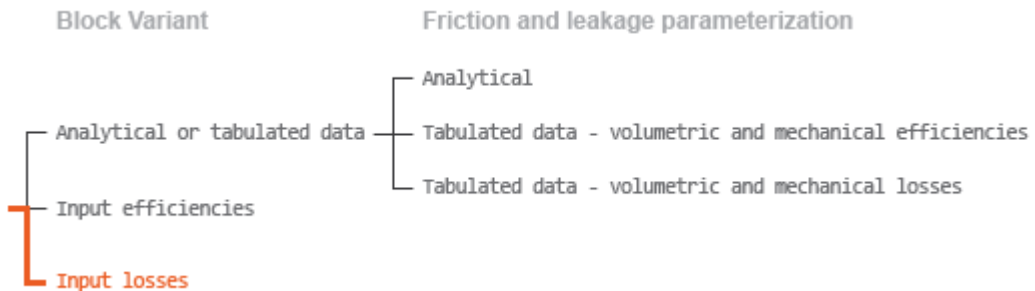 Block Variant
Friction and leakage parameterization
Analytical
Analytical or tabulated data
Tabulated data - volumetric and mechanical efficiencies
Tabulated data - volumetric and mechanical losses
Input efficiencies
Input losses